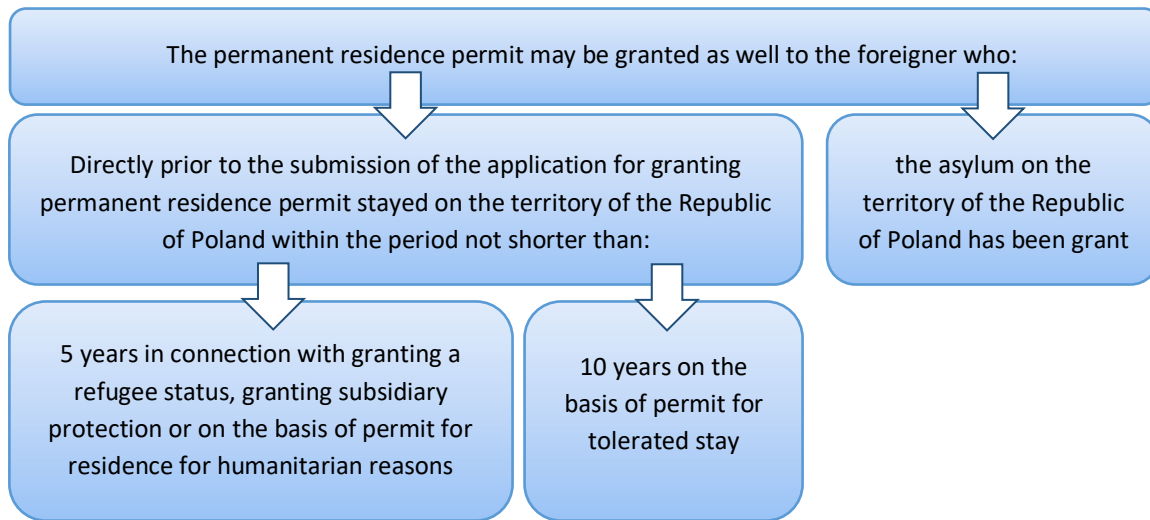 The permanent residence permit may be granted as well to the foreigner who:
Directly prior to the submission of the application for granting
permanent residence permit stayed on the territory of the Republic
of Poland within the period not shorter than:
the asylum on the
territory of the Republic
of Poland has been grant
5 years in connection with granting a
refugee status, granting subsidiary
protection or on the basis of permit for
residence for humanitarian reasons
10 years on the
basis of permit for
tolerated stay